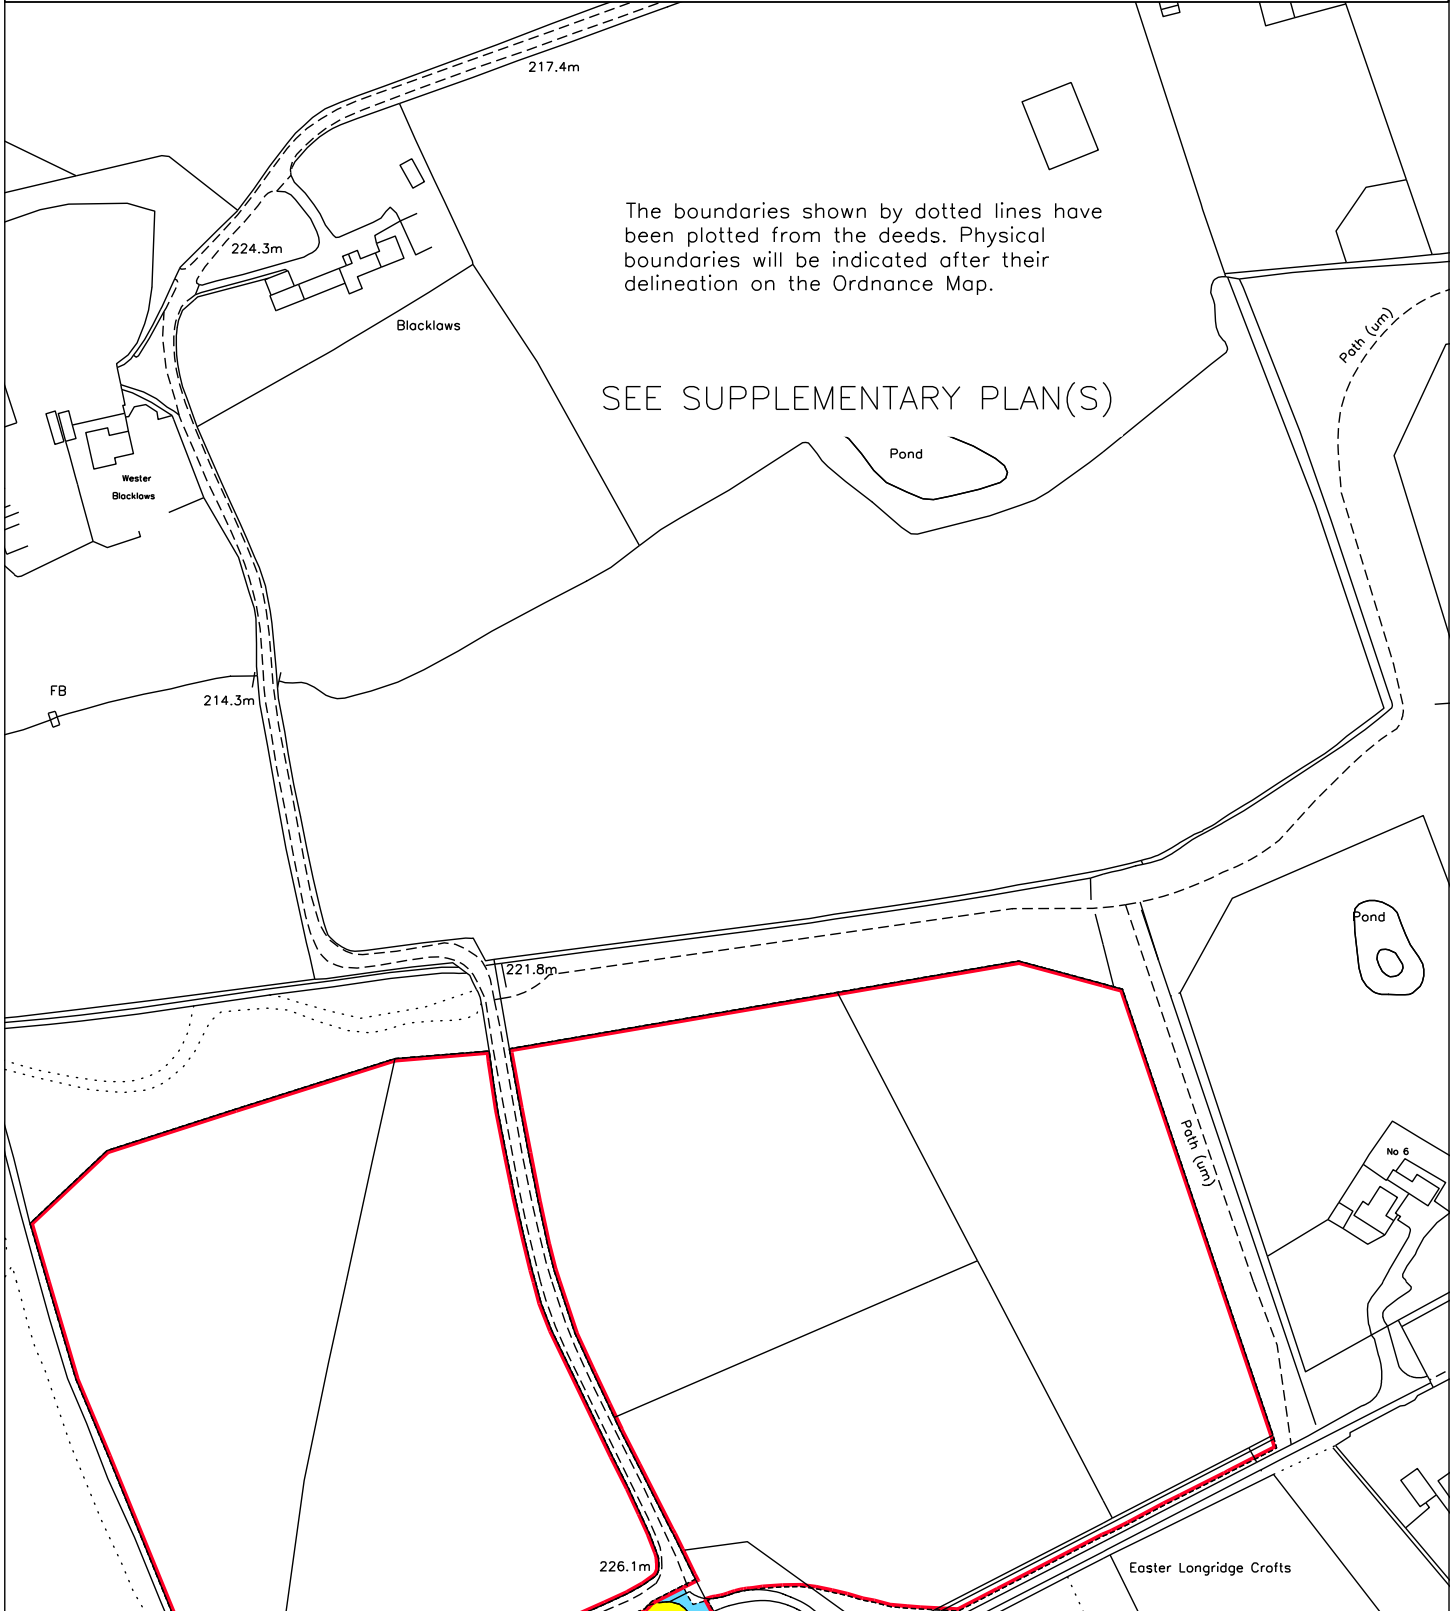 217.4m
The boundaries shown by dotted lines have
been plotted from the deeds. Physical
boundaries will be indicated after their
delineation on the Ordnance Map.
224.3m
Blacklaws
Path (um)
SEE SUPPLEMENTARY PLAN(S)
Pond
Wester
Blacklaws
FB
214.3m
Pond
221.8m
Path (um)
No 6
226.1m
Easter Longridge Crofts